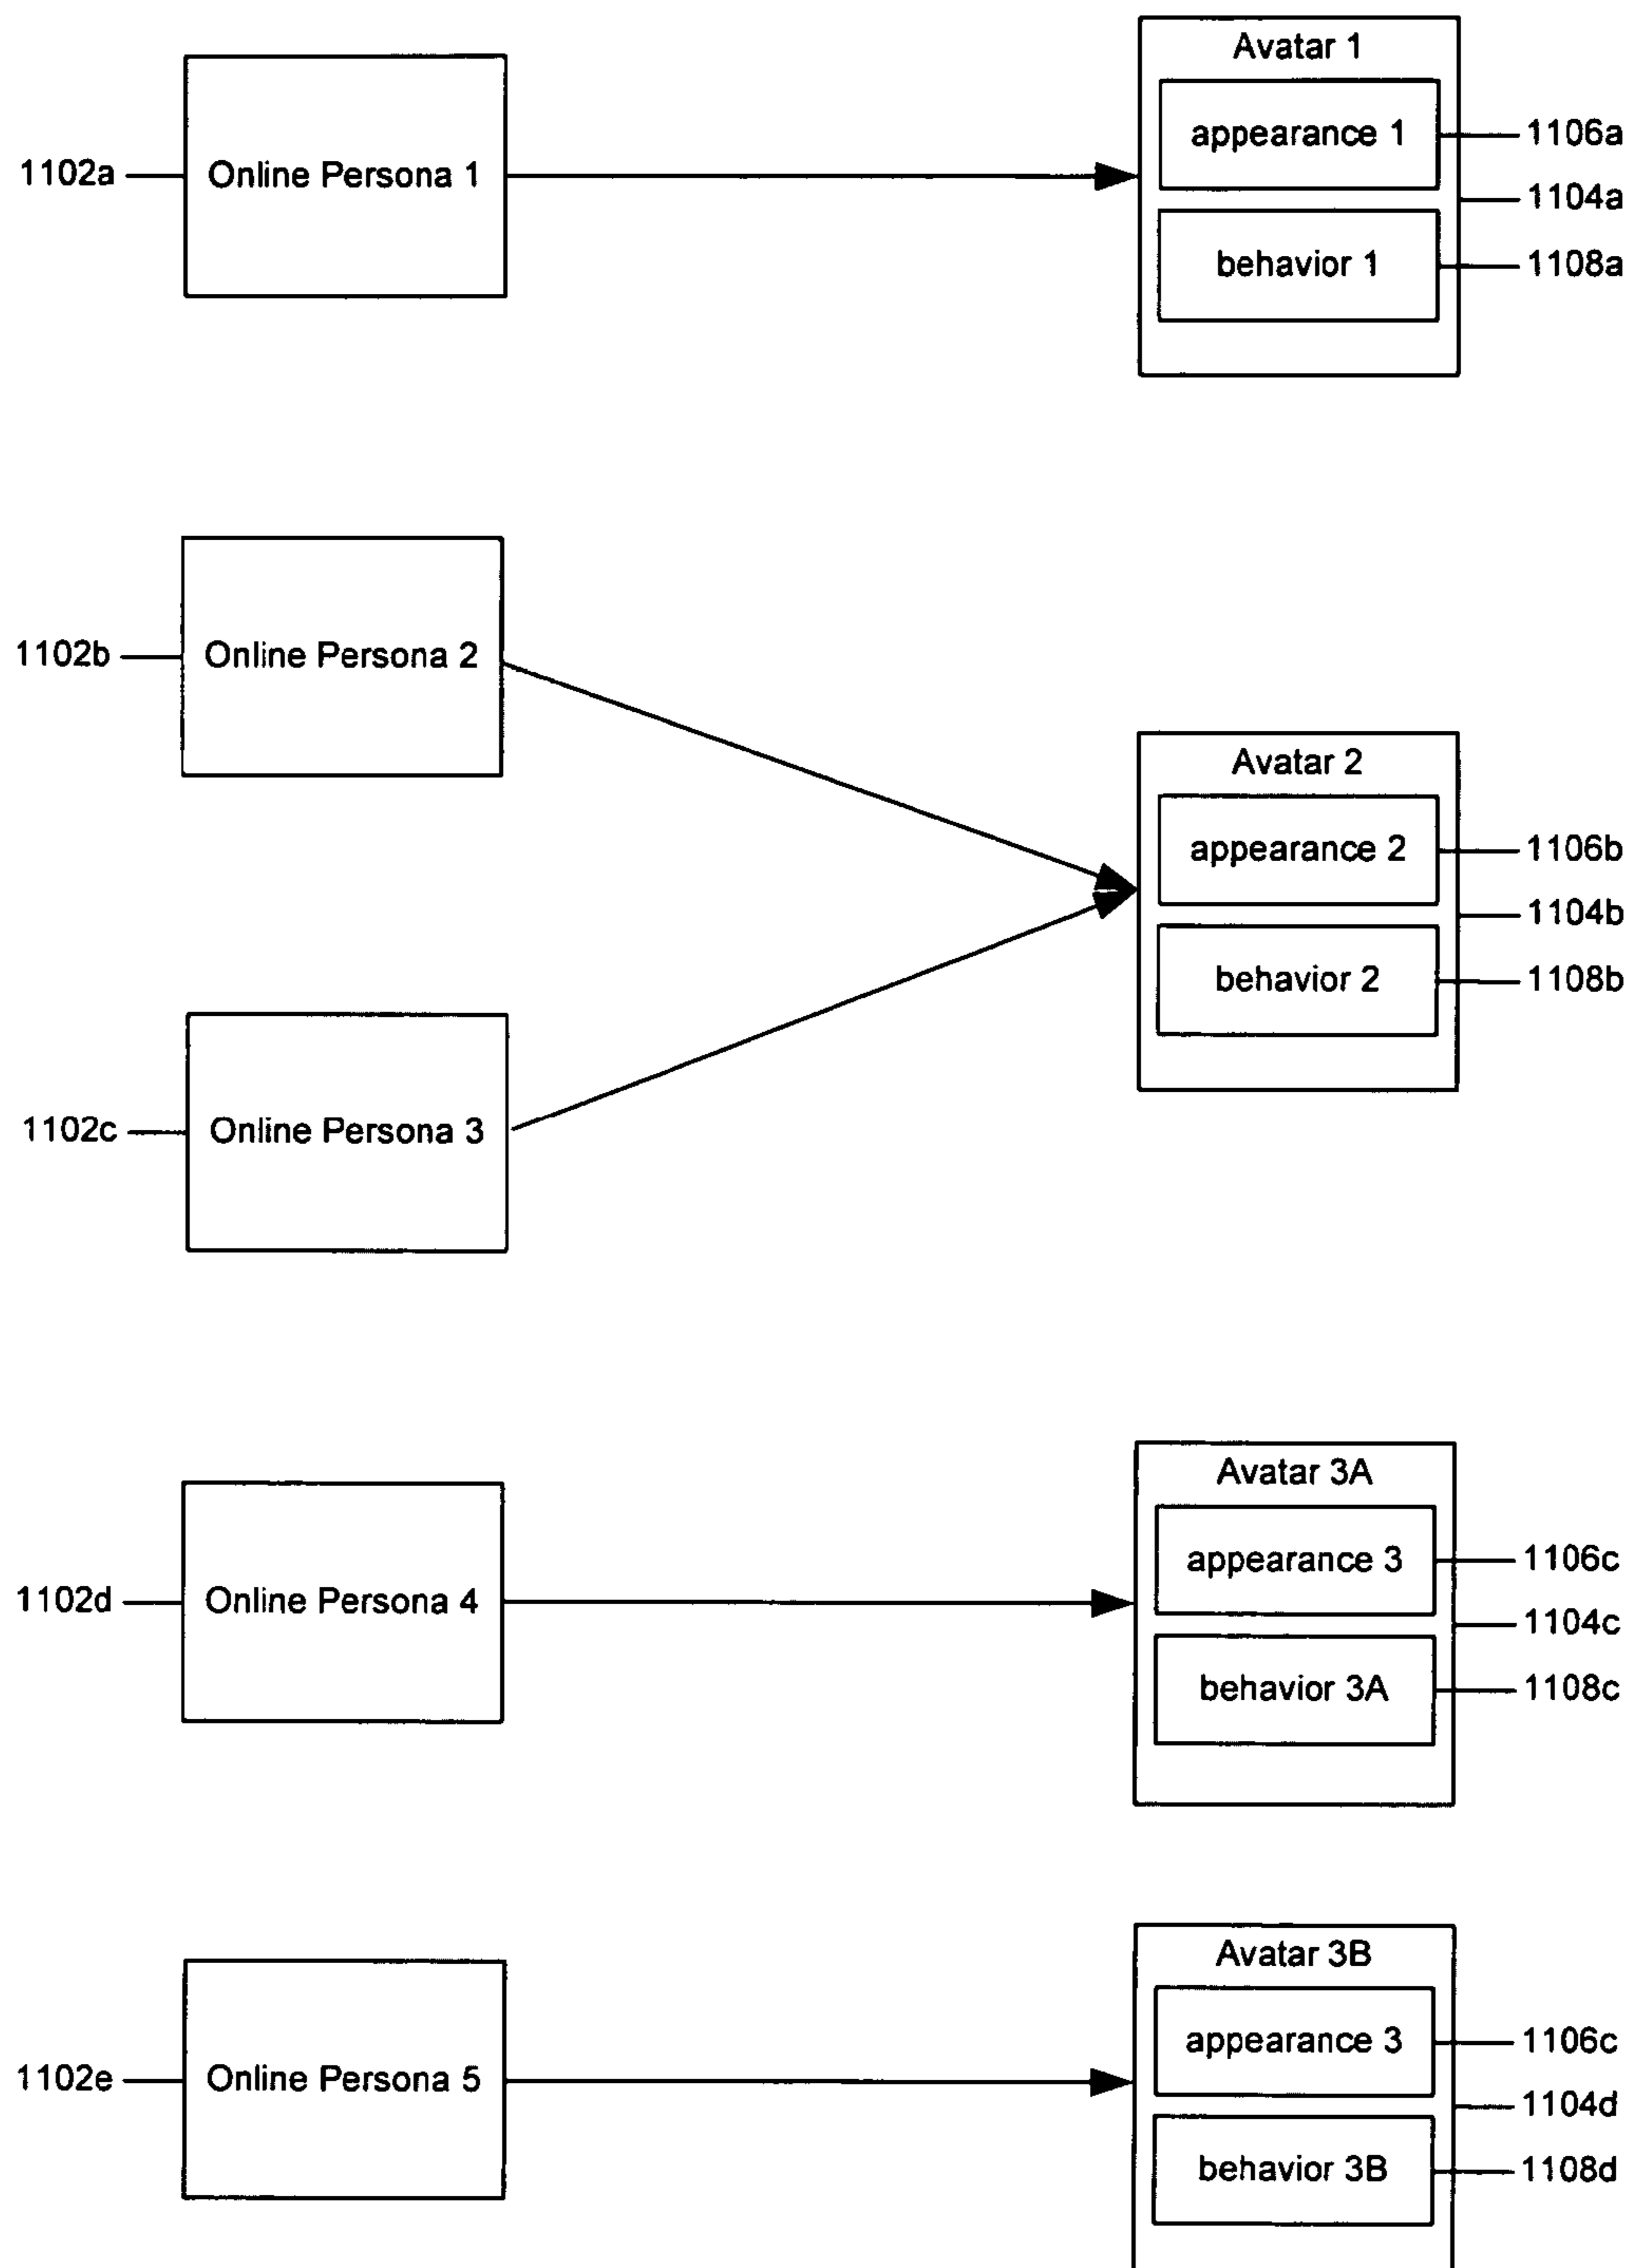 Avatar 1
appearance 1
1106a
1102a
Online Persona 1
1104a
behavior 1
1108a
1102b
Online Persona 2
Avatar 2
appearance 2
1106b
1104b
behavior 2
1108b
1102c
Online Persona 3
Avatar 3A
appearance 3
1106c
1102d
Online Persona 4
1104c
behavior 3A
1108c
Avatar 3B
appearance 3
1106c
1102e
Online Persona 5
1104d
behavior 3B
1108d